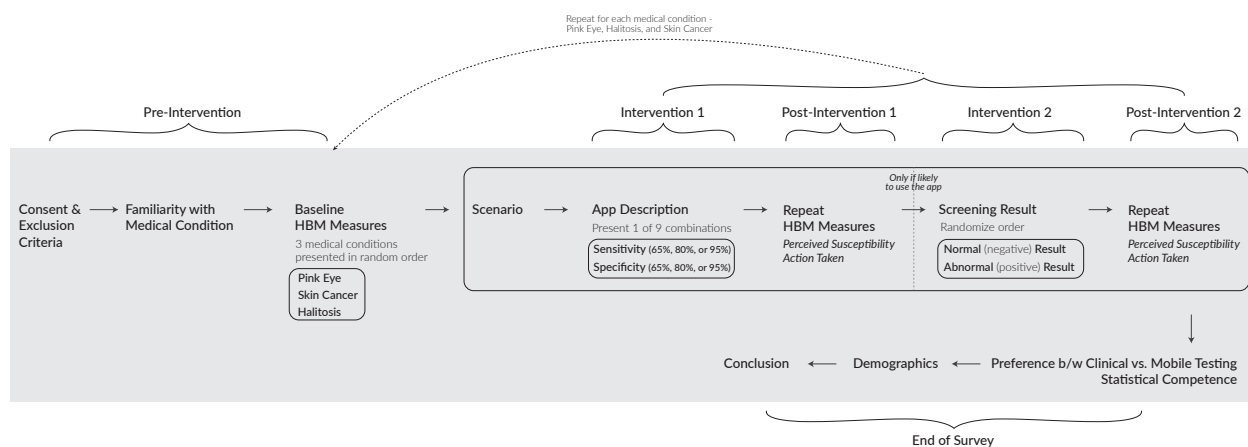 Repeat for each medical condition -
Pink Eye, Halitosis, and Skin Cancer
Pre-Intervention
Intervention 1
Post-Intervention 1
Intervention 2
Post-Intervention 2
Consent &
Exclusion
Criteria
Familiarity with
Medical Condition
Baseline
HBM Measures
3 medical conditions
presented in random order
Pink Eye
Skin Cancer
Halitosis
Scenario
App Description
Present 1 of 9 combinations
Sensitivity (65%, 80%, or 95%)
Specificity (65%, 80%, or 95%)
Repeat
HBM Measures
Perceived Susceptibility
Action Taken
Only if likely
to use the app
Screening Result
Randomize order
Normal (negative) Result
Abnormal (positive) Result
Repeat
HBM Measures
Perceived Susceptibility
Action Taken
Preference b/w Clinical vs. Mobile Testing
Statistical Competence
Demographics
Conclusion
End of Survey